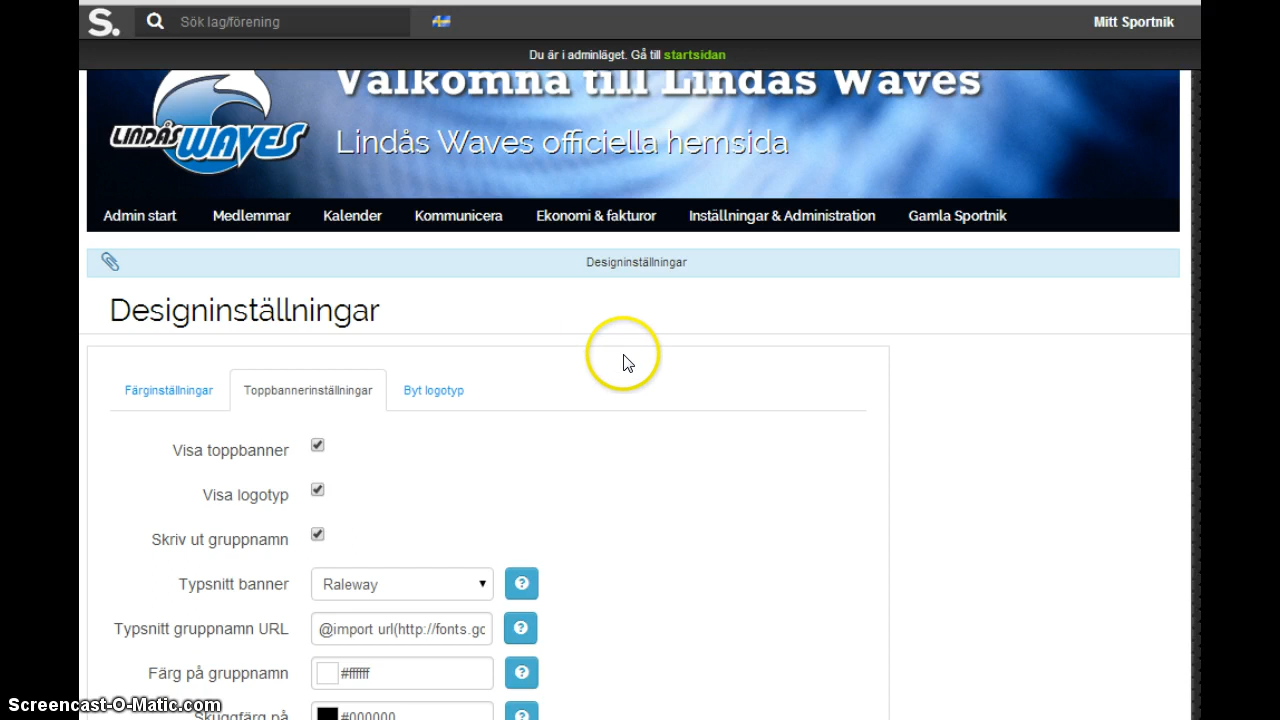 S.
Sök lag/förening
Mitt Sportnik
Du är i adminläget. Gå till startsidan
Välkomna till Lindås Waves
LINDÅS WAVES
Lindås Waves officiella hemsida
Admin start
Medlemmar
Kalender
Kommunicera
Ekonomi & fakturor
Inställningar & Administration
Gamla Sportnik
Designinställningar
Designinställningar
Färginställningar
Toppbannerinställningar
Byt logotyp
Visa toppbanner
Visa logotyp
Skriv ut gruppnamn
Typsnitt banner
Raleway
?
Typsnitt gruppnamn URL
@import url(http://fonts.gc
?
Färg på gruppnamn
#ffffff
?
Skuggfärg på
#000000
?
Screencast-O-Matic.com